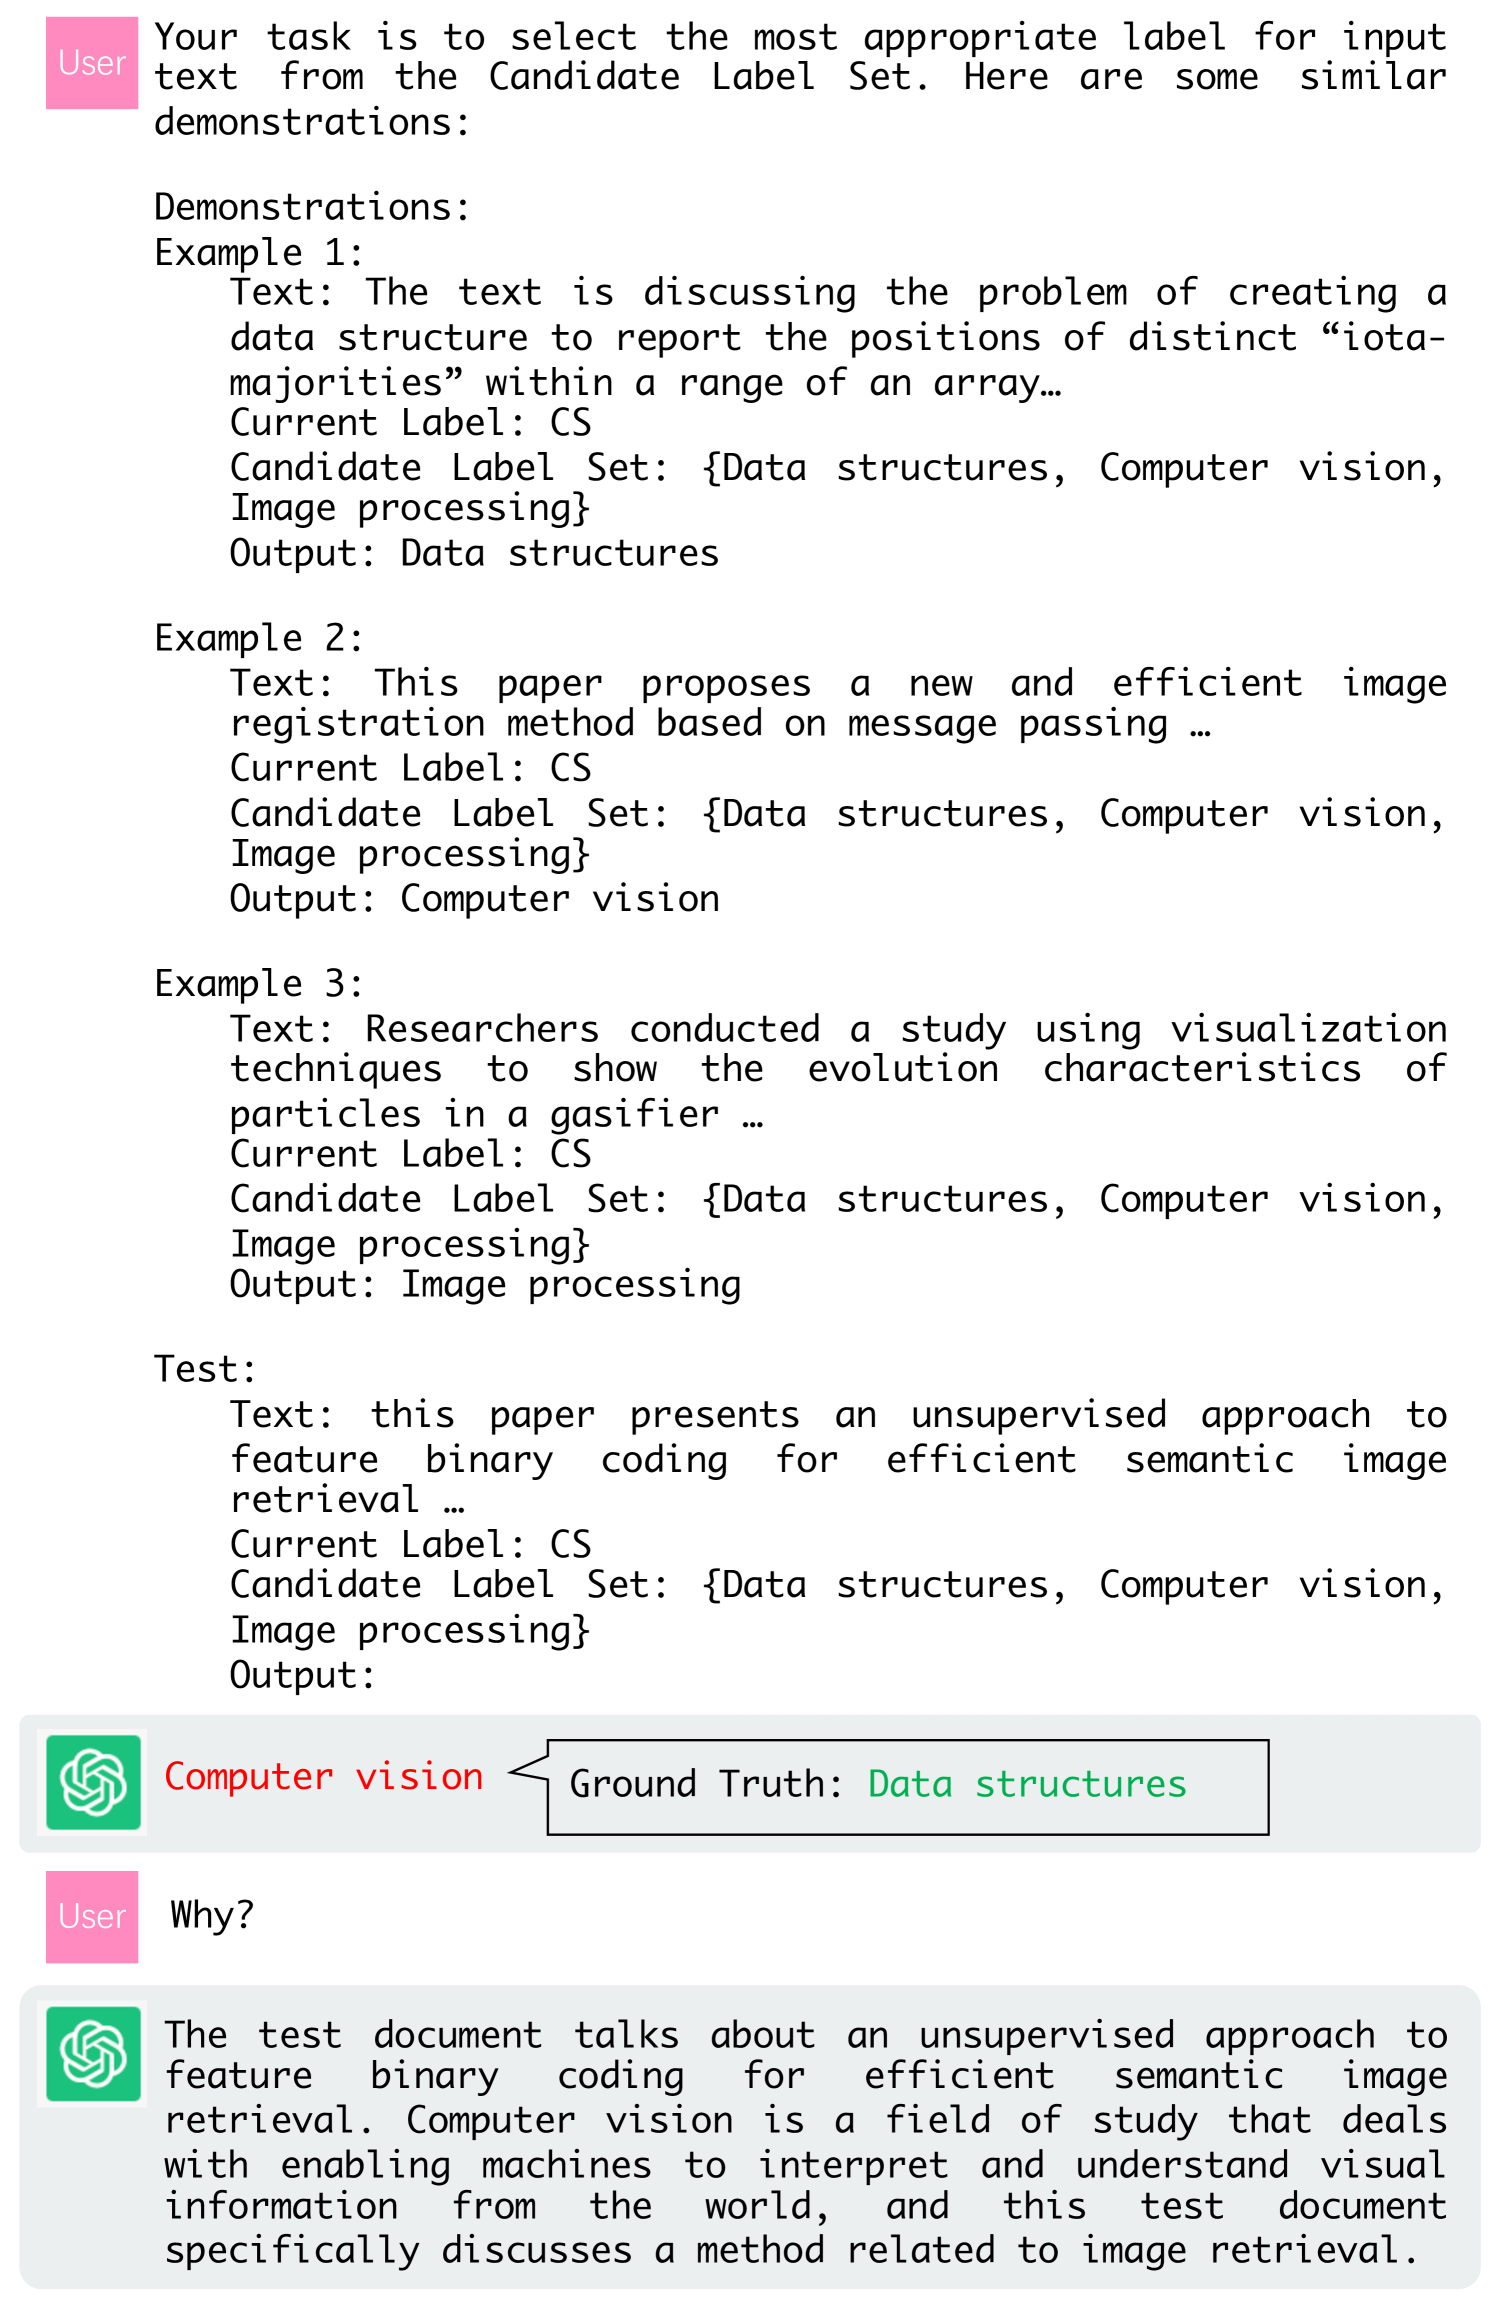 User
Your task is to select the most appropriate label for input
text from the Candidate Label Set. Here are some similar
demonstrations:
Demonstrations:
Example 1:
Text: The text is discussing the problem of creating a
data structure to report the positions of distinct “iota-
majorities” within a range of an array…
Current Label: CS
Candidate Label Set: {Data structures, Computer vision,
Image processing}
Output: Data structures
Example 2:
Text: This paper proposes a new and efficient image
registration method based on message passing …
Current Label: CS
Candidate Label Set: {Data structures, Computer vision,
Image processing}
Output: Computer vision
Example 3:
Text: Researchers conducted a study using visualization
techniques to show the evolution characteristics of
particles in a gasifier …
Current Label: CS
Candidate Label Set: {Data structures, Computer vision,
Image processing}
Output: Image processing
Test:
Text: this paper presents an unsupervised approach to
feature binary coding for efficient semantic image
retrieval …
Current Label: CS
Candidate Label Set: {Data structures, Computer vision,
Image processing}
Output:
Computer vision
Ground Truth: Data structures
User
Why?
The test document talks about an unsupervised approach to
feature binary coding for efficient semantic image
retrieval. Computer vision is a field of study that deals
with enabling machines to interpret and understand visual
information from the world, and this test document
specifically discusses a method related to image retrieval.